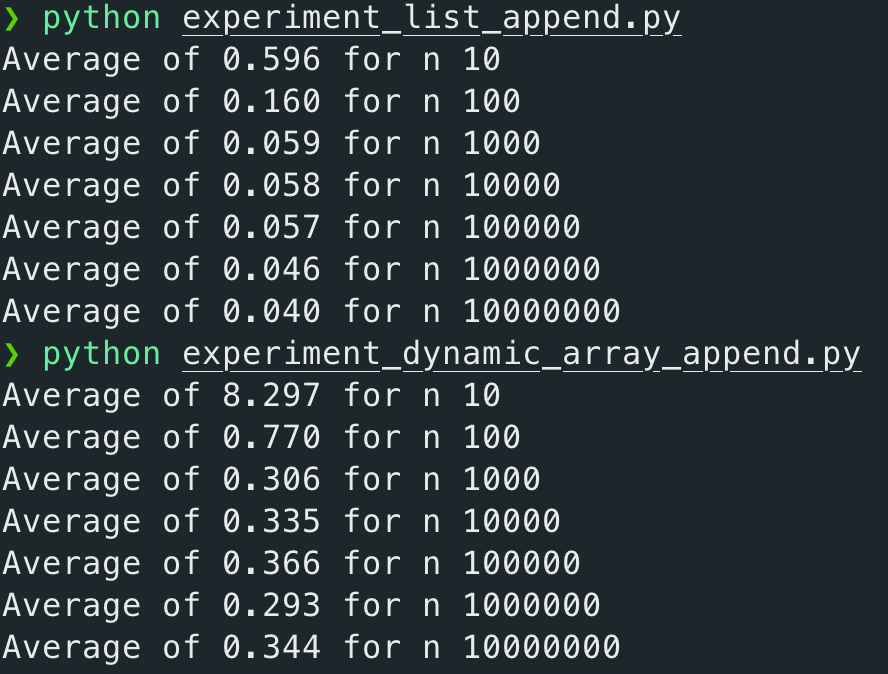 ❯ python experiment_list_append.py
Average of 0.596 for n 10
Average of 0.160 for n 100
Average of 0.059 for n 1000
Average of 0.058 for n 10000
Average of 0.057 for n 100000
Average of 0.046 for n 1000000
Average of 0.040 for n 10000000
❯ python experiment_dynamic_array_append.py
Average of 8.297 for n 10
Average of 0.770 for n 100
Average of 0.306 for n 1000
Average of 0.335 for n 10000
Average of 0.366 for n 100000
Average of 0.293 for n 1000000
Average of 0.344 for n 10000000